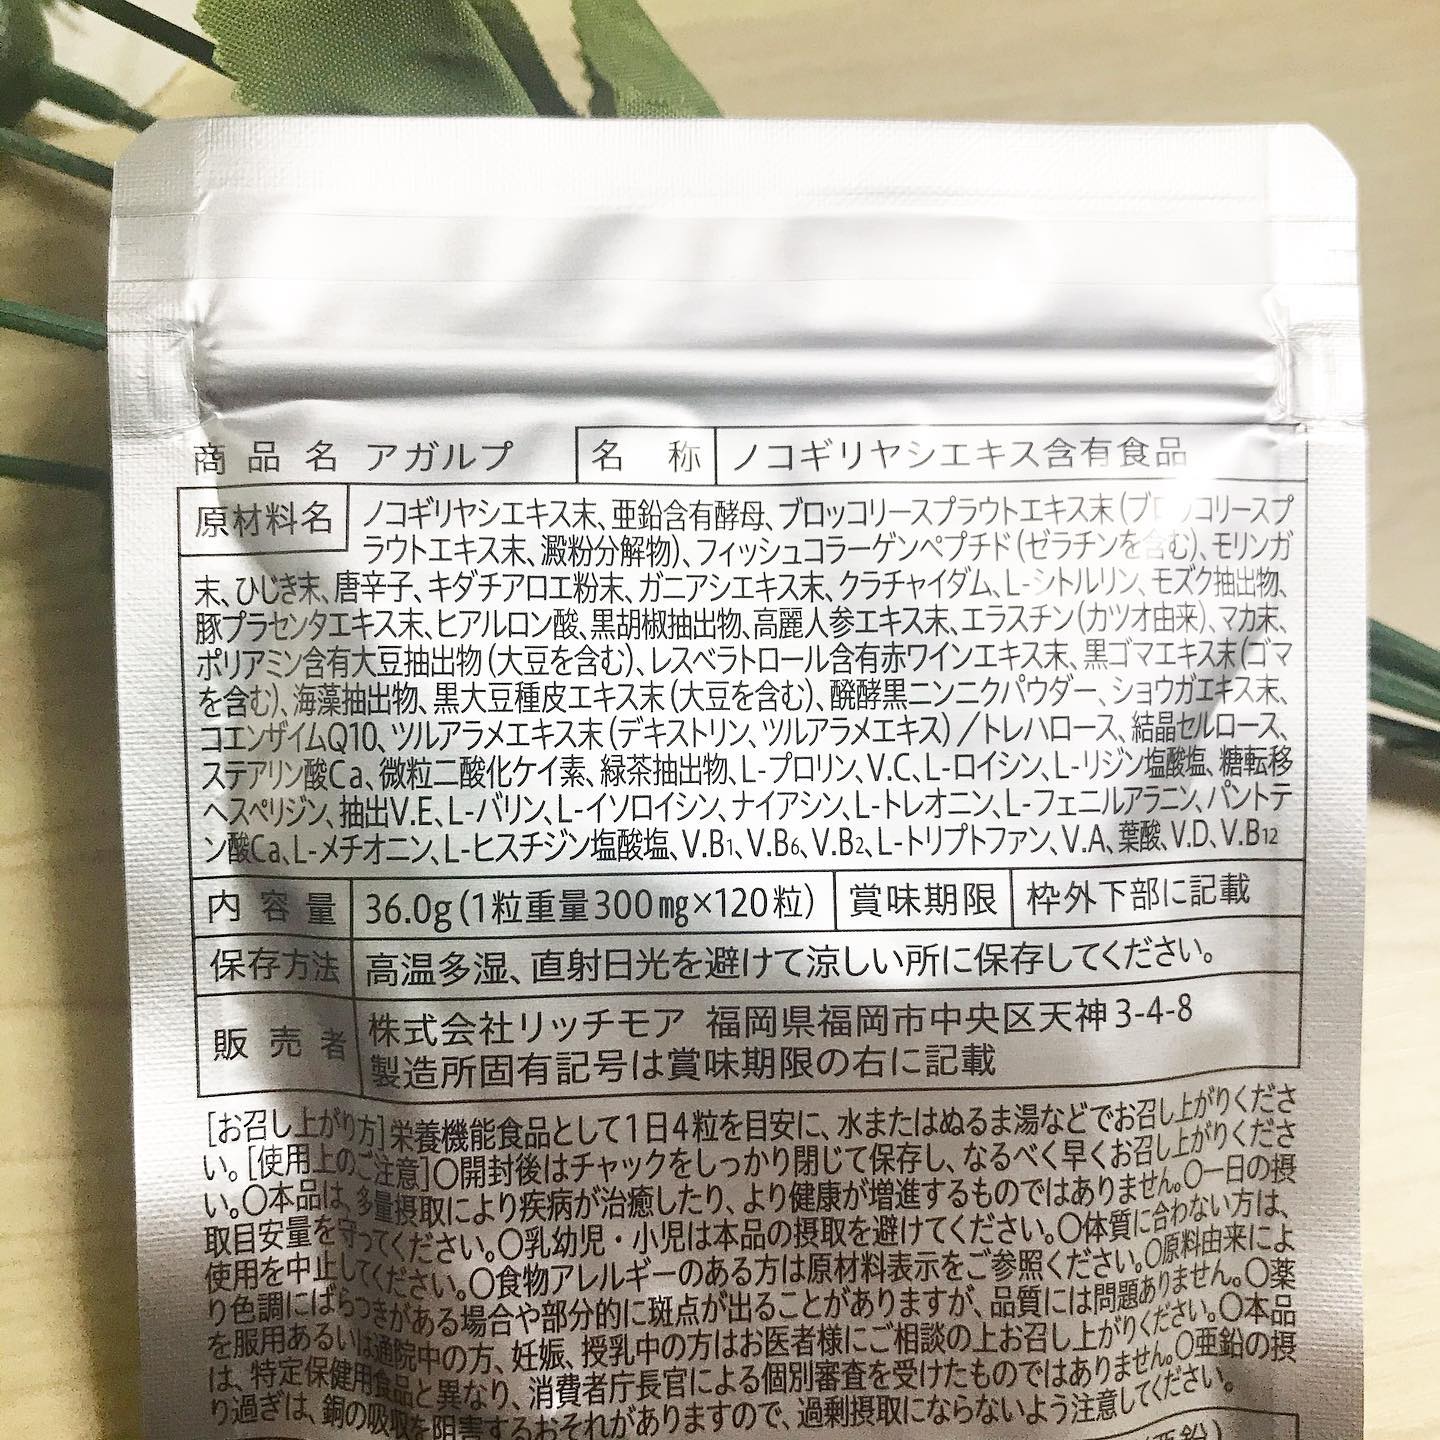 商品名 アガルプ 名称 ノコギリヤシエキス含有食品
原材料名 ノコギリヤシエキス末、亜鉛含有酵母、ブロッコリースプラウトエキス末(ブロッコリースプ
ラウトエキス末、澱粉分解物)、フィッシュコラーゲンペプチド(ゼラチンを含む)、モリンガ
末、ひじき末、唐辛子、キダチアロエ粉末、ガニアシエキス末、クラチャイダム、L-シトルリン、モズク抽出物、
豚プラセンタエキス末、ヒアルロン酸、黒胡椒抽出物、高麗人参エキス末、エラスチン(カツオ由来)、マカ末、
ポリアミン含有大豆抽出物(大豆を含む)、レスベラトロール含有赤ワインエキス末、黒ゴマエキス末(ゴマ
を含む)、海藻抽出物、黒大豆種皮エキス末(大豆を含む)、醗酵黒ニンニクパウダー、ショウガエキス末、
コエンザイムQ10、ツルアラメエキス末(デキストリン、ツルアラメエキス)/トレハロース、結晶セルロース、
ステアリン酸Ca、微粒二酸化ケイ素、緑茶抽出物、L-プロリン、V.C、L-ロイシン、L-リジン塩酸塩、糖転移
ヘスペリジン、抽出V.E、L-バリン、L-イソロイシン、ナイアシン、L-トレオニン、L-フェニルアラニン、パントテ
ン酸Ca、L-メチオニン、L-ヒスチジン塩酸塩、V.B1、V.B6、V.B2、L-トリプトファン、V.A、葉酸、V.D、V.B12
内容量 36.0g(1粒重量300㎎×120粒) 賞味期限 枠外下部に記載
保存方法 高温多湿、直射日光を避けて涼しい所に保存してください。
販売者 株式会社リッチモア 福岡県福岡市中央区天神3-4-8
製造所固有記号は賞味期限の右に記載
[お召し上がり方]栄養機能食品として1日4粒を目安に、水またはぬるま湯などでお召し上がりくださ
い。[使用上のご注意]〇開封後はチャックをしっかり閉じて保存し、なるべく早くお召し上がりくださ
い。〇本品は、多量摂取により疾病が治癒したり、より健康が増進するものではありません。〇一日の摂
取目安量を守ってください。〇乳幼児・小児は本品の摂取を避けてください。〇体質に合わない方は、
使用を中止してください。〇食物アレルギーのある方は原材料表示をご参照ください。〇原料由来によ
り色調にばらつきがある場合や部分的に斑点が出ることがありますが、品質には問題ありません。〇薬
を服用あるいは通院中の方、妊娠、授乳中の方はお医者様にご相談の上お召し上がりください。〇本品
は、特定保健用食品と異なり、消費者庁長官による個別審査を受けたものではありません。〇亜鉛の摂
り過ぎは、銅の吸収を阻害するおそれがありますので、過剰摂取にならないよう注意してください。